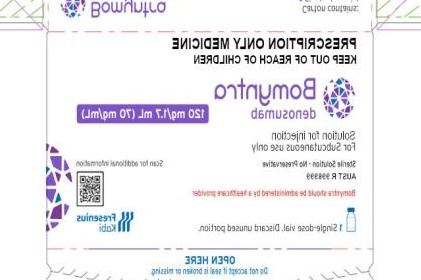 Bomyntra
Carton contains:
PRESCRIPTION ONLY MEDICINE
KEEP OUT OF REACH OF CHILDREN
Bomyntra
denosumab
120 mg/1.7 mL (70 mg/mL)
Solution for injection
For Subcutaneous use only
Sterile Solution - No Preservative
AUST R 998899
Scan for additional information
Bomyntra should be administered by a healthcare provider
1 Single-dose vial. Discard unused portion.
Fresenius
Kabi
OPEN HERE
Do not accept if seal is broken or missing.